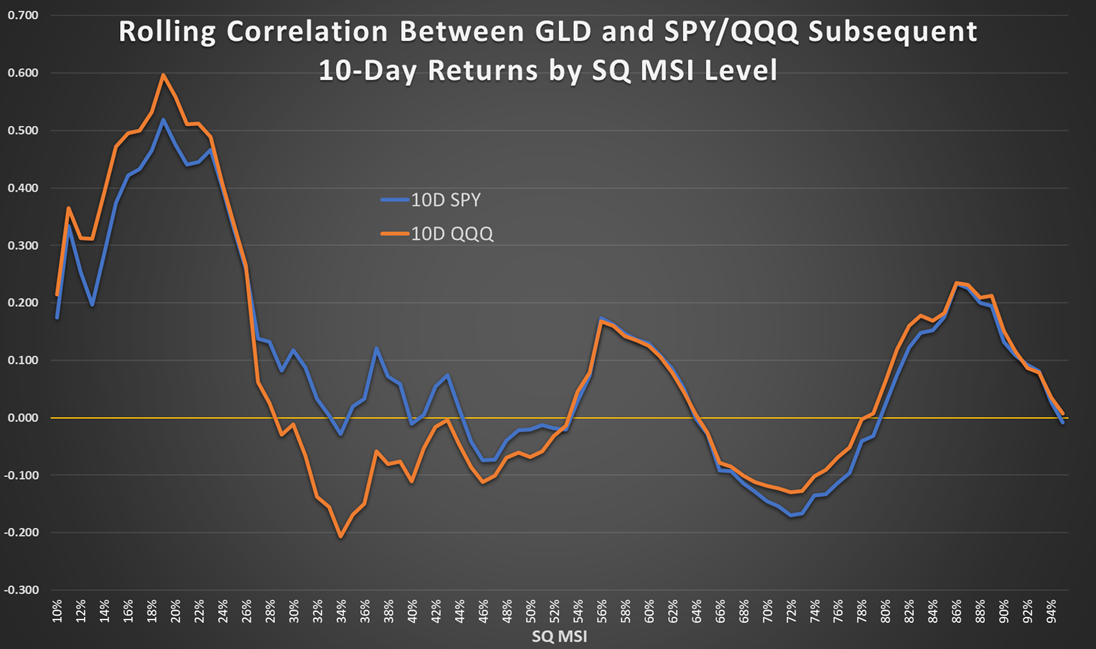 Rolling Correlation Between GLD and SPY/QQQ Subsequent
10-Day Returns by SQ MSI Level
0.700
0.600
0.500
0.400
0.300
0.200
0.100
0.000
-0.100
-0.200
-0.300
10D SPY
10D QQQ
10% 12% 14% 16% 18% 20% 22% 24% 26% 28% 30% 32% 34% 36% 38% 40% 42% 44% 46% 48% 50% 52% 54% 56% 58% 60% 62% 64% 66% 68% 70% 72% 74% 76% 78% 80% 82% 84% 86% 88% 90% 92% 94%
SQ MSI